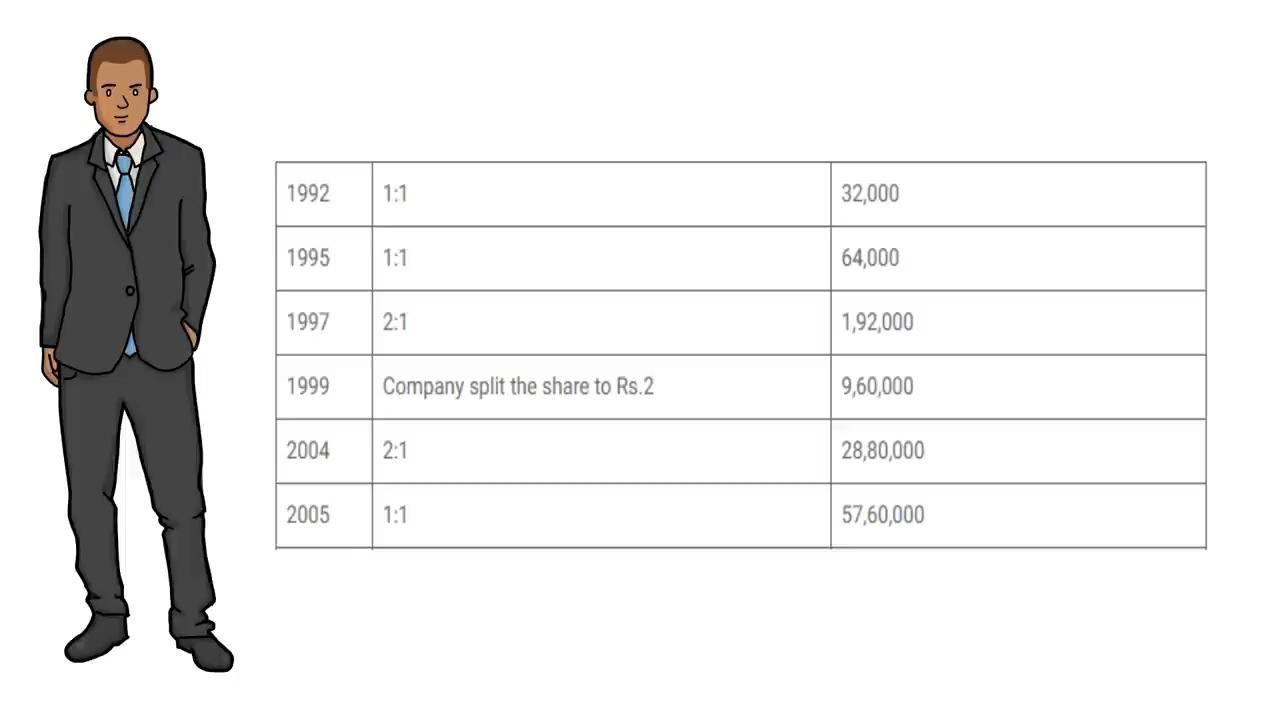 1992 1:1 32,000
1995 1:1 64,000
1997 2:1 1,92,000
1999 Company split the share to Rs.2 9,60,000
2004 2:1 28,80,000
2005 1:1 57,60,000